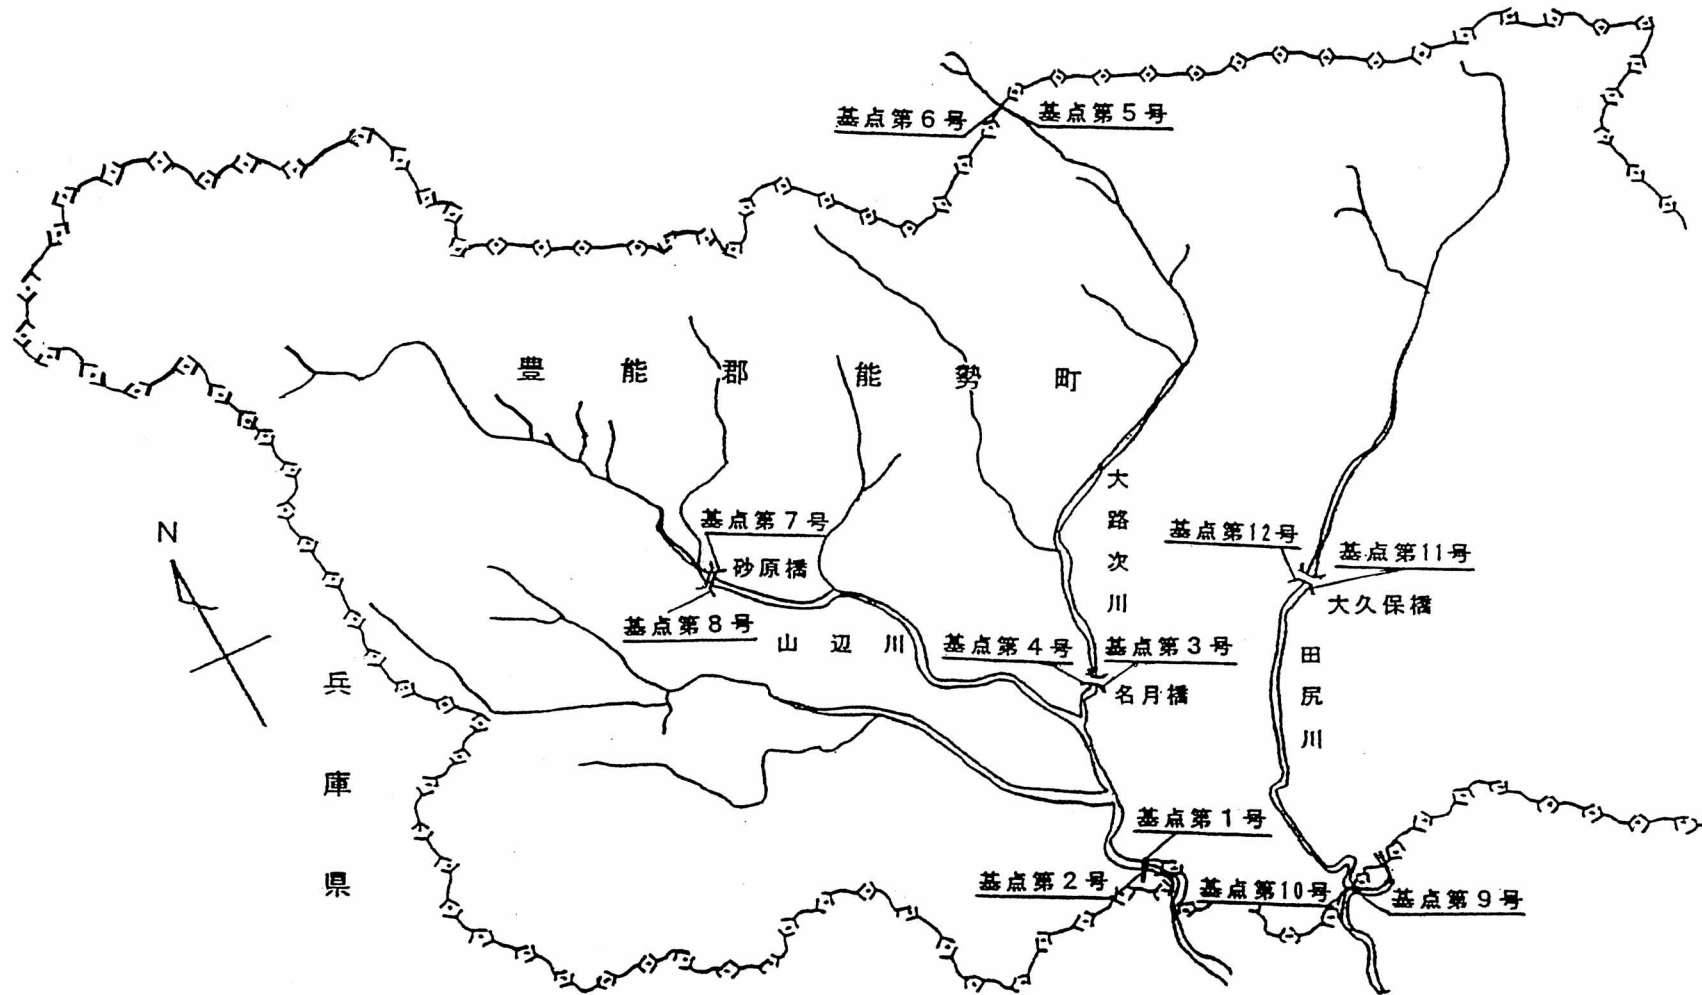 基点第6号
基点第5号
豊能郡能勢町
大路次川
基点第7号
砂原橋
基点第8号
山辺川
基点第4号
基点第3号
名月橋
基点第12号
基点第11号
大久保橋
田尻川
N
兵庫県
基点第1号
基点第2号
基点第10号
基点第9号